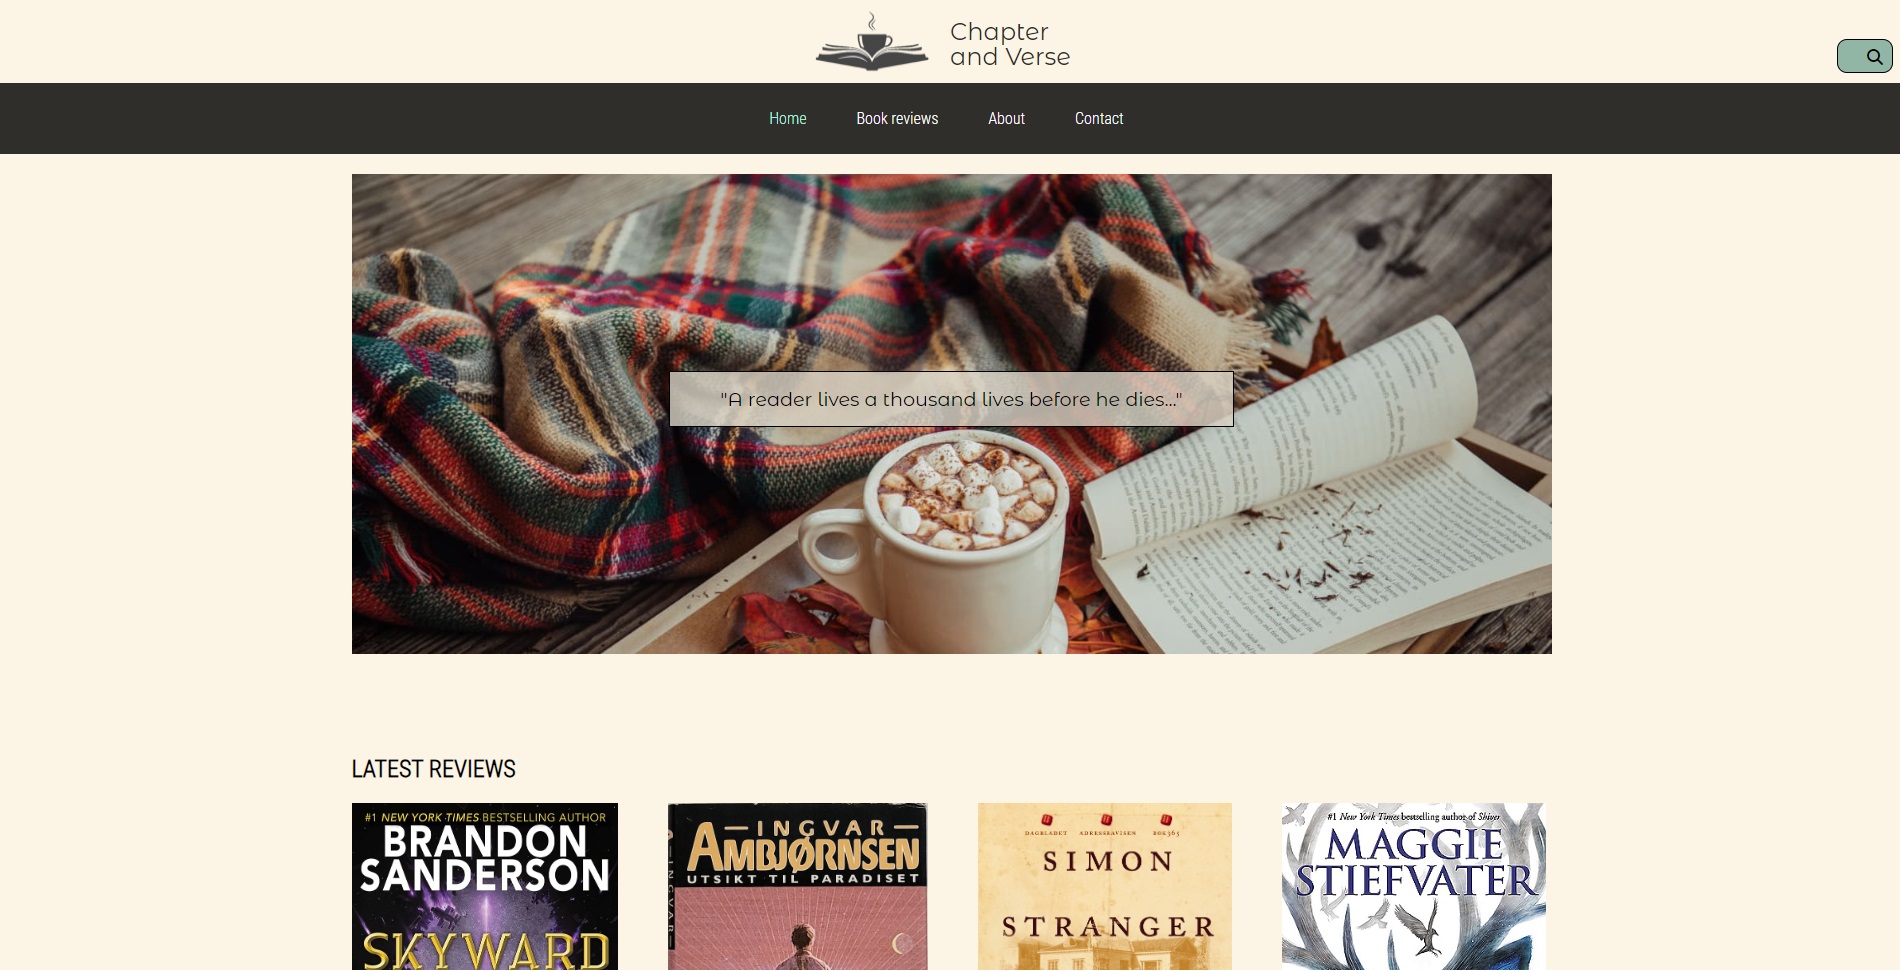 Chapter
and Verse
Home
Book reviews
About
Contact
"A reader lives a thousand lives before he dies..."
LATEST REVIEWS
#1 NEW YORK TIMES BESTSELLING AUTHOR
BRANDON
SANDERSON
SKYWARD
INGVAR
INGVAR
AMBJØRNSEN
UTSIKT TIL PARADISET
DAGBLADET
ADRESSEAVISEN
BOK365
SIMON
STRANGER
#1 New York Times bestselling author of Shiver
MAGGIE
STIEFVATER